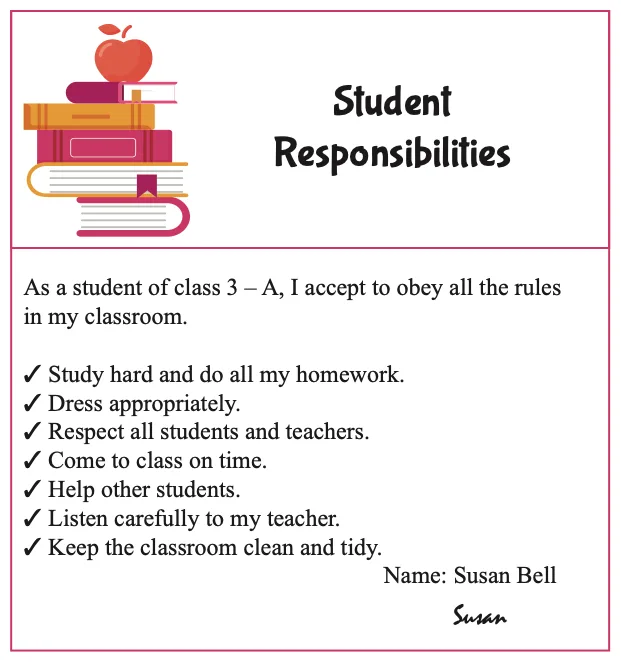 Student
Responsibilities
As a student of class 3 – A, I accept to obey all the rules
in my classroom.
✓ Study hard and do all my homework.
✓ Dress appropriately.
✓ Respect all students and teachers.
✓ Come to class on time.
✓ Help other students.
✓ Listen carefully to my teacher.
✓ Keep the classroom clean and tidy.
Name: Susan Bell
Susan